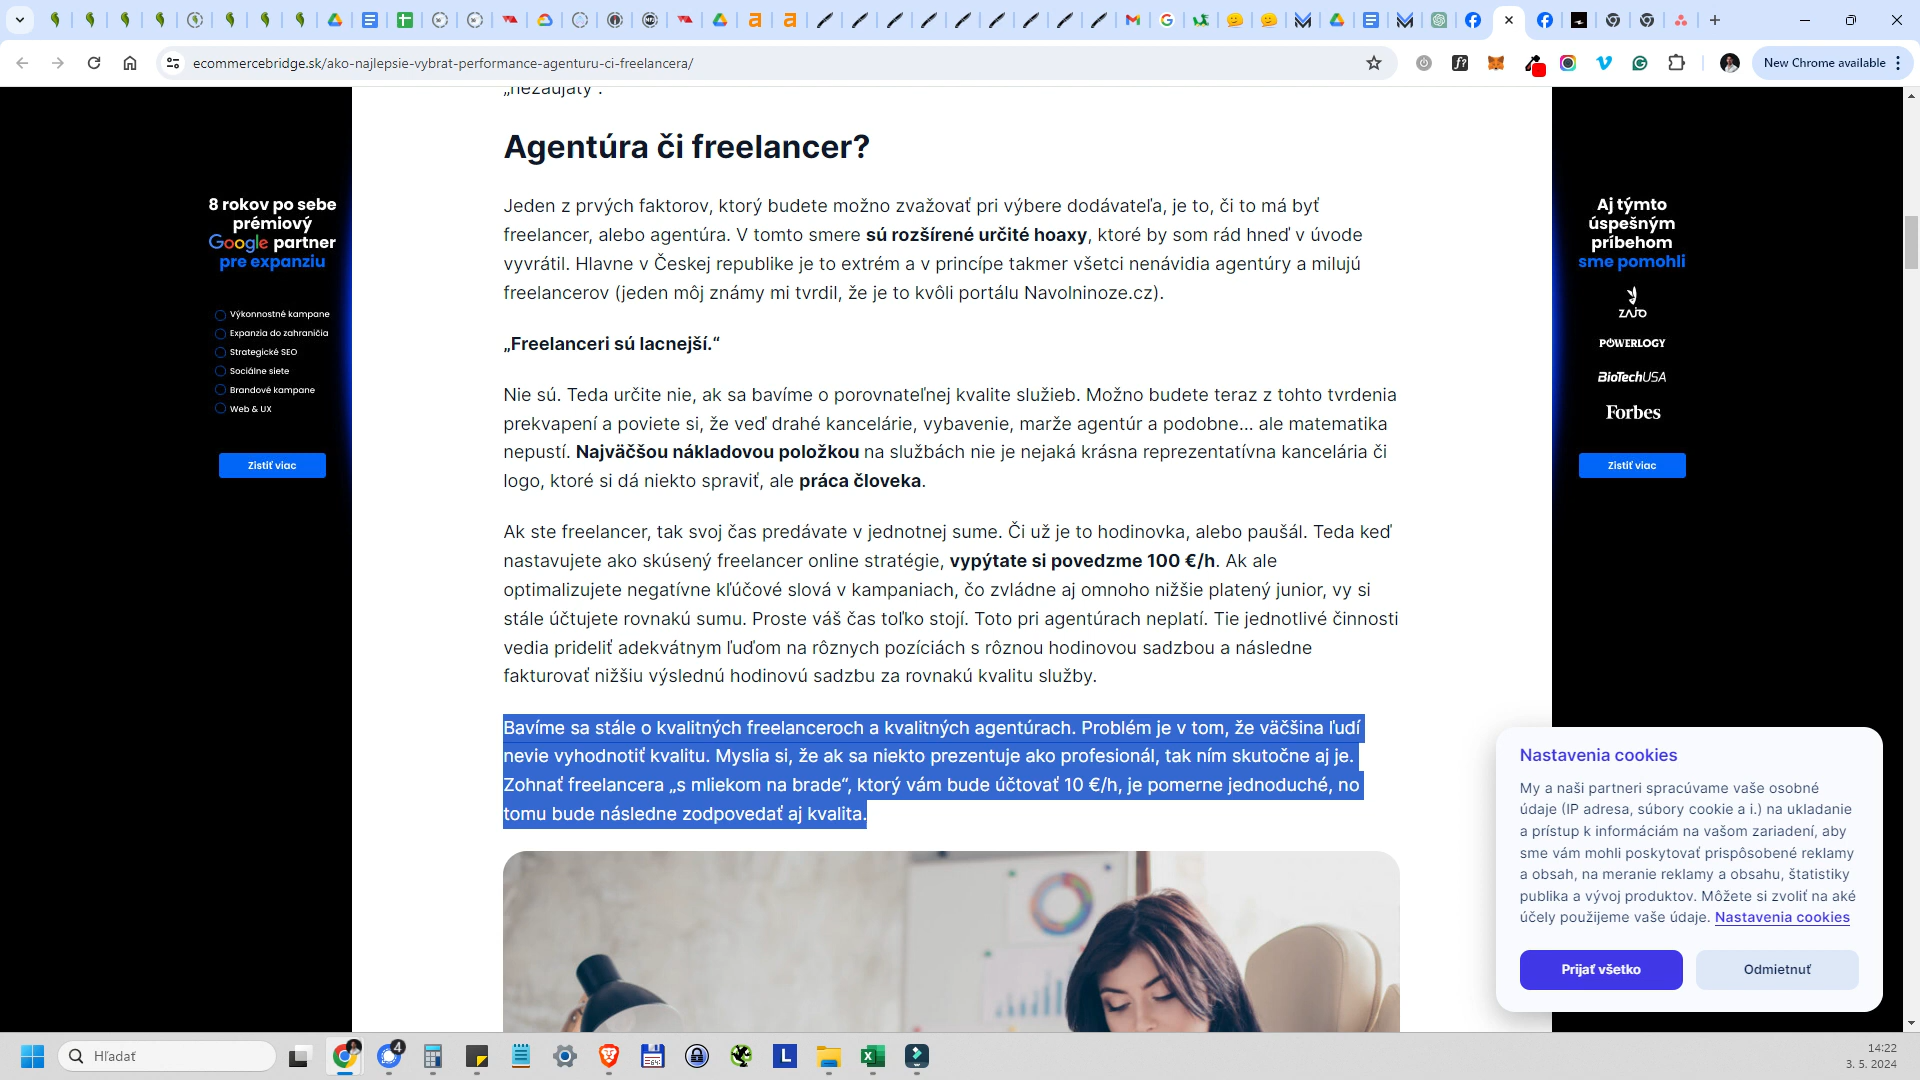 ecommercebridge.sk/ako-najlepsie-vybrat-performance-agenturu-ci-freelancera/
New Chrome available
„nezaujatý“.
Agentúra či freelancer?
Jeden z prvých faktorov, ktorý budete možno zvažovať pri výbere dodávateľa, je to, či to má byť
freelancer, alebo agentúra. V tomto smere sú rozšírené určité hoaxy, ktoré by som rád hneď v úvode
vyvrátil. Hlavne v Českej republike je to extrém a v princípe takmer všetci nenávidia agentúry a milujú
freelancerov (jeden môj známy mi tvrdil, že je to kvôli portálu Navolninoze.cz).
„Freelanceri sú lacnejší.“
Nie sú. Teda určite nie, ak sa bavíme o porovnateľnej kvalite služieb. Možno budete teraz z tohto tvrdenia
prekvapení a poviete si, že veď drahé kancelárie, vybavenie, marže agentúr a podobne… ale matematika
nepustí. Najväčšou nákladovou položkou na službách nie je nejaká krásna reprezentatívna kancelária či
logo, ktoré si dá niekto spraviť, ale práca človeka.
Ak ste freelancer, tak svoj čas predávate v jednotnej sume. Či už je to hodinovka, alebo paušál. Teda keď
nastavujete ako skúsený freelancer online stratégie, vypýtate si povedzme 100 €/h. Ak ale
optimalizujete negatívne kľúčové slová v kampaniach, čo zvládne aj omnoho nižšie platený junior, vy si
stále účtujete rovnakú sumu. Proste váš čas toľko stojí. Toto pri agentúrach neplatí. Tie jednotlivé činnosti
vedia prideliť adekvátnym ľuďom na rôznych pozíciách s rôznou hodinovou sadzbou a následne
fakturovať nižšiu výslednú hodinovú sadzbu za rovnakú kvalitu služby.
Bavíme sa stále o kvalitných freelanceroch a kvalitných agentúrach. Problém je v tom, že väčšina ľudí
nevie vyhodnotiť kvalitu. Myslia si, že ak sa niekto prezentuje ako profesionál, tak ním skutočne aj je.
Zohnať freelancera „s mliekom na brade“, ktorý vám bude účtovať 10 €/h, je pomerne jednoduché, no
tomu bude následne zodpovedať aj kvalita.
8 rokov po sebe
prémiový
Google partner
pre expanziu
Výkonnostné kampane
Expanzia do zahraničia
Strategické SEO
Sociálne siete
Brandové kampane
Web & UX
Zistiť viac
Aj týmto
úspešným
príbehom
sme pomohli
ZAJO
POWERLOGY
BioTechUSA
Forbes
Zistiť viac
Nastavenia cookies
My a naši partneri spracúvame vaše osobné
údaje (IP adresa, súbory cookie a i.) na ukladanie
a prístup k informáciám na vašom zariadení, aby
sme vám mohli poskytovať prispôsobené reklamy
a obsah, na meranie reklamy a obsahu, štatistiky
publika a vývoj produktov. Môžete si zvoliť na aké
účely použijeme vaše údaje. Nastavenia cookies
Prijať všetko
Odmietnuť
Hľadať
4
L
14:22
3. 5. 2024